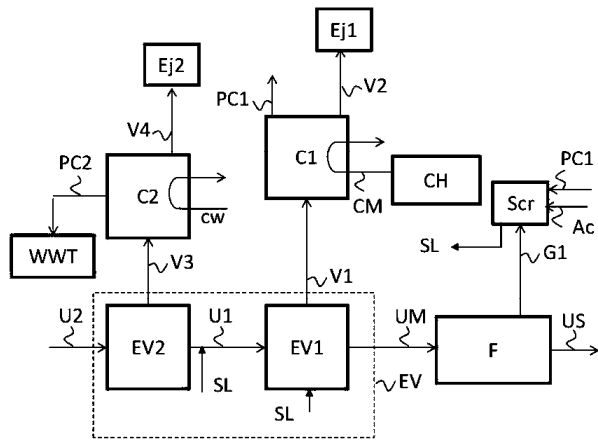 Ej2
Ej1
V4
PC1
V2
PC2
C2
C1
CH
PC1
cw
CM
Scr
Ac
WWT
SL
G1
V3
V1
U2
U1
UM
US
EV2
EV1
F
SL
SL
EV